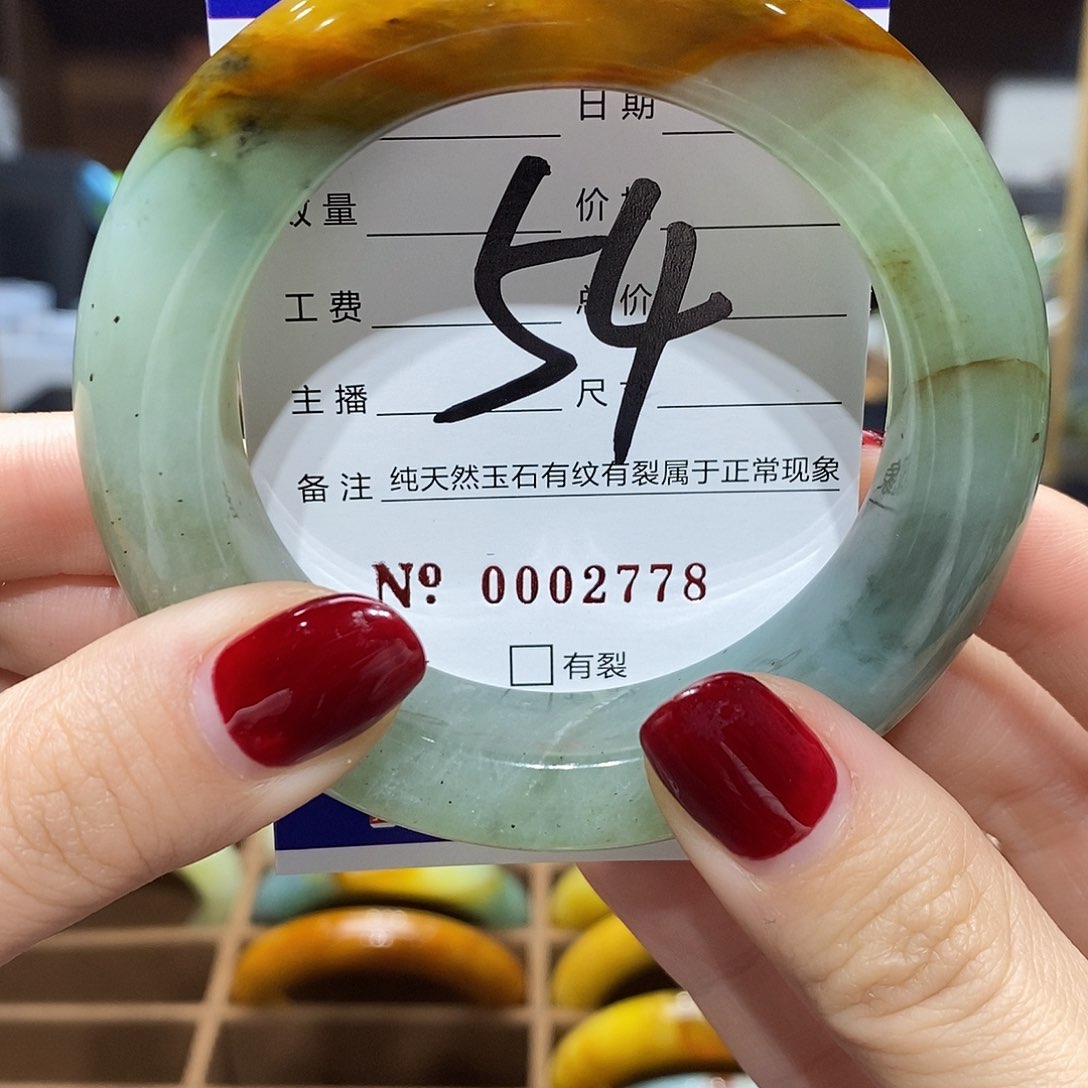 日期
量 价
54
工费 价
主播 尺
备注 纯天然玉石有纹有裂属于正常现象
Nº 0002778
有裂